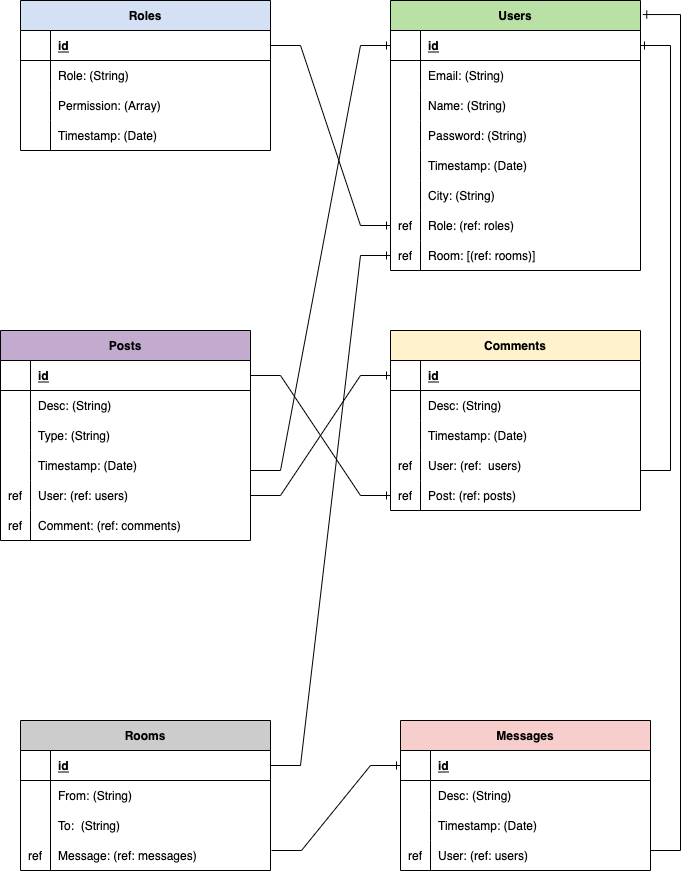 Roles
id
Role: (String)
Permission: (Array)
Timestamp: (Date)
Users
id
Email: (String)
Name: (String)
Password: (String)
Timestamp: (Date)
City: (String)
ref Role: (ref: roles)
ref Room: [(ref: rooms)]
Posts
id
Desc: (String)
Type: (String)
Timestamp: (Date)
ref User: (ref: users)
ref Comment: (ref: comments)
Comments
id
Desc: (String)
Timestamp: (Date)
ref User: (ref:  users)
ref Post: (ref: posts)
Rooms
id
From: (String)
To:  (String)
ref Message: (ref: messages)
Messages
id
Desc: (String)
Timestamp: (Date)
ref User: (ref: users)